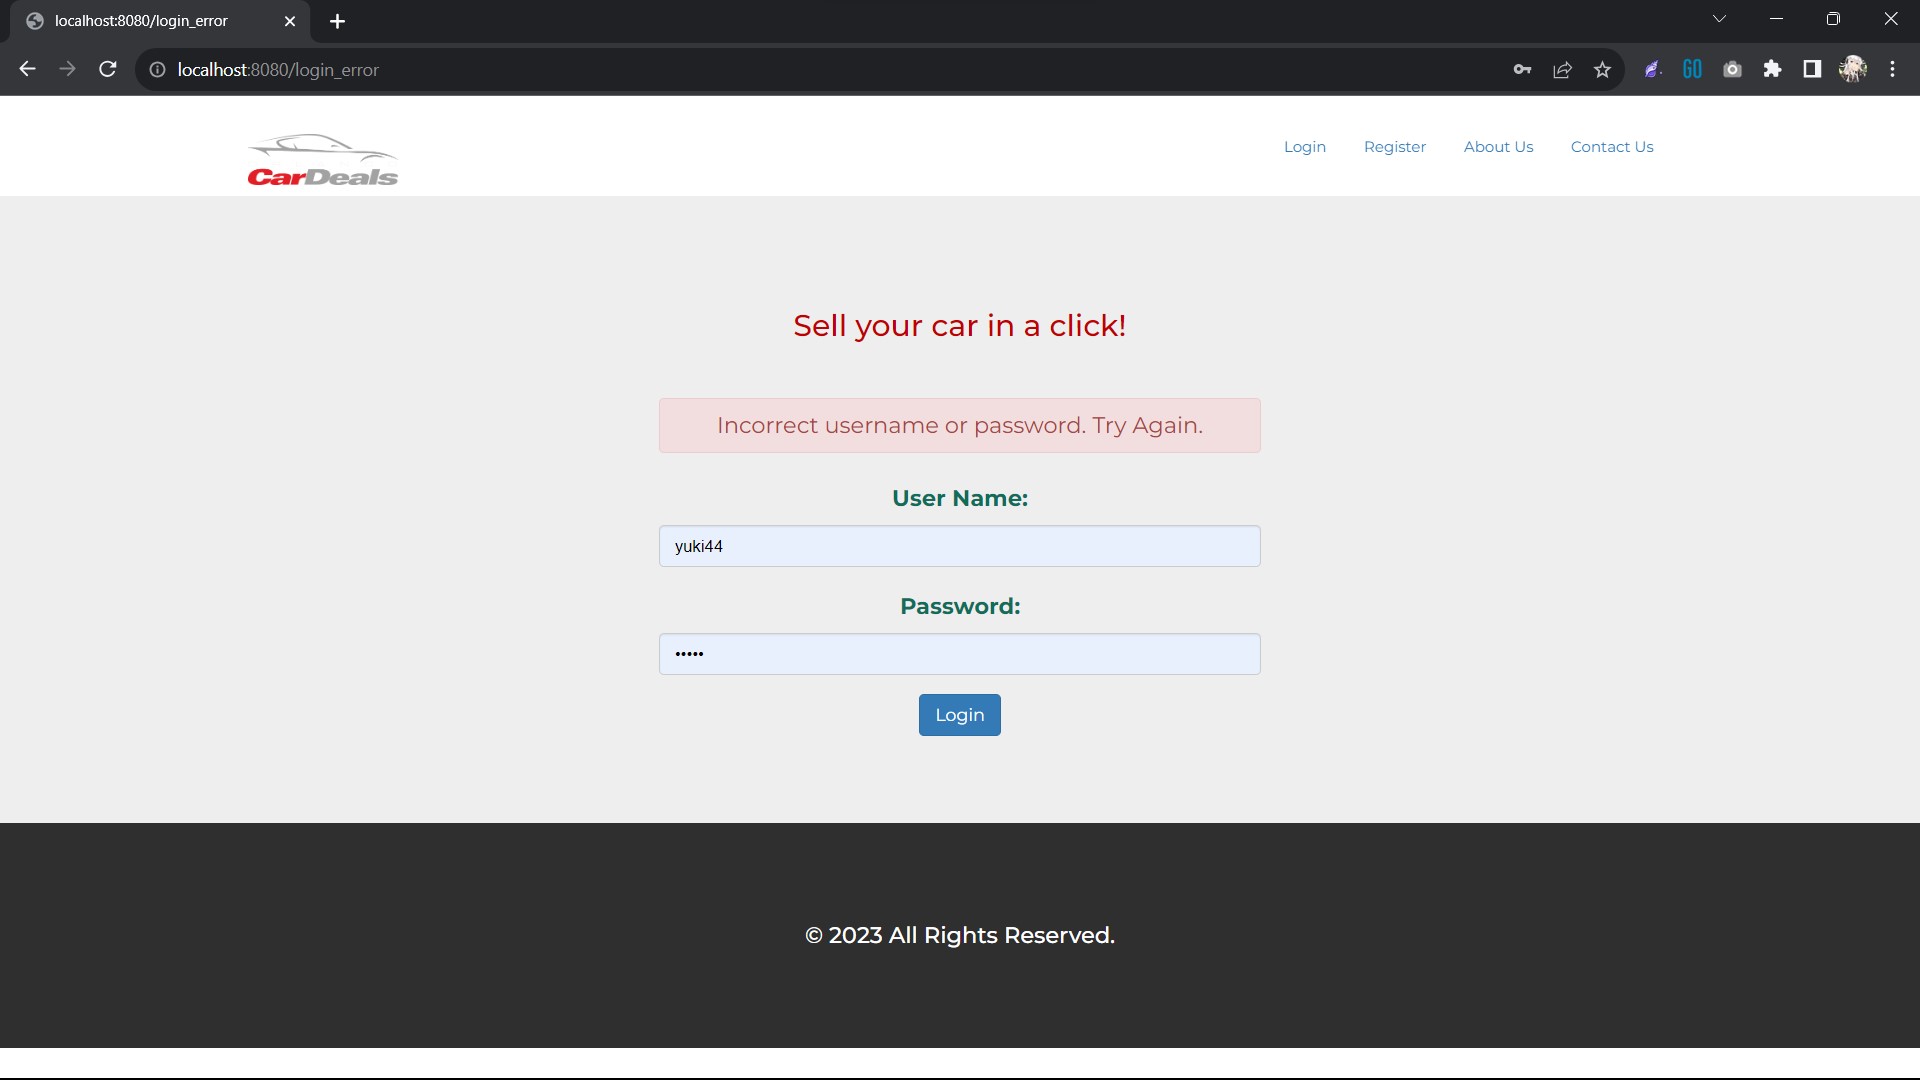 localhost:8080/login_error
localhost:8080/login_error
GO
CarDeals
Login Register About Us Contact Us
Sell your car in a click!
Incorrect username or password. Try Again.
User Name:
yuki44
Password:
•••••
Login
© 2023 All Rights Reserved.